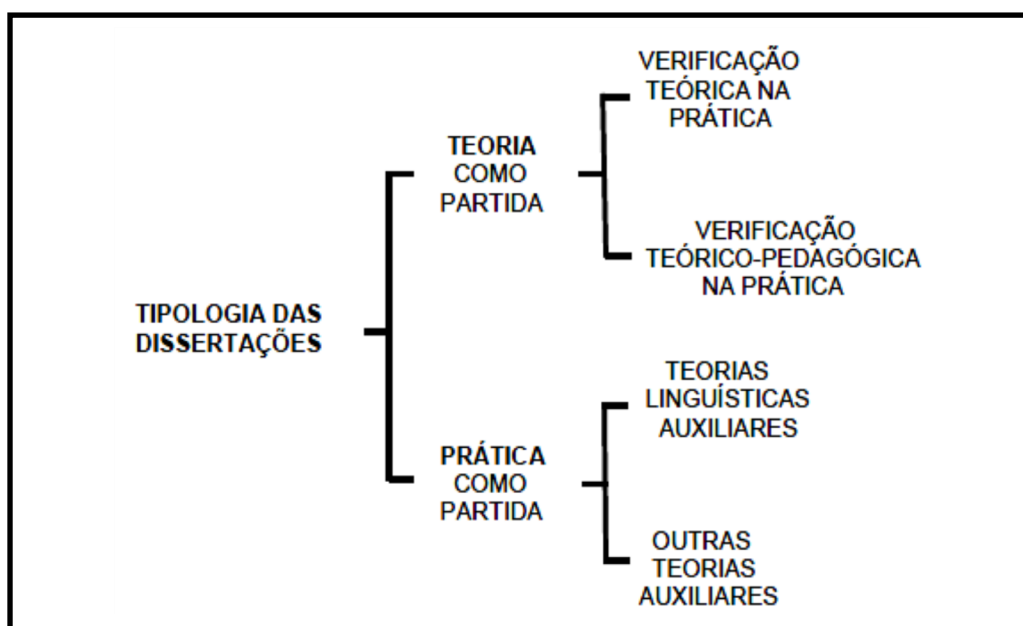 TIPOLOGIA DAS
DISSERTAÇÕES
TEORIA
COMO
PARTIDA
VERIFICAÇÃO
TEÓRICA NA
PRÁTICA
VERIFICAÇÃO
TEÓRICO-PEDAGÓGICA
NA PRÁTICA
PRÁTICA
COMO
PARTIDA
TEORIAS
LINGUÍSTICAS
AUXILIARES
OUTRAS
TEORIAS
AUXILIARES